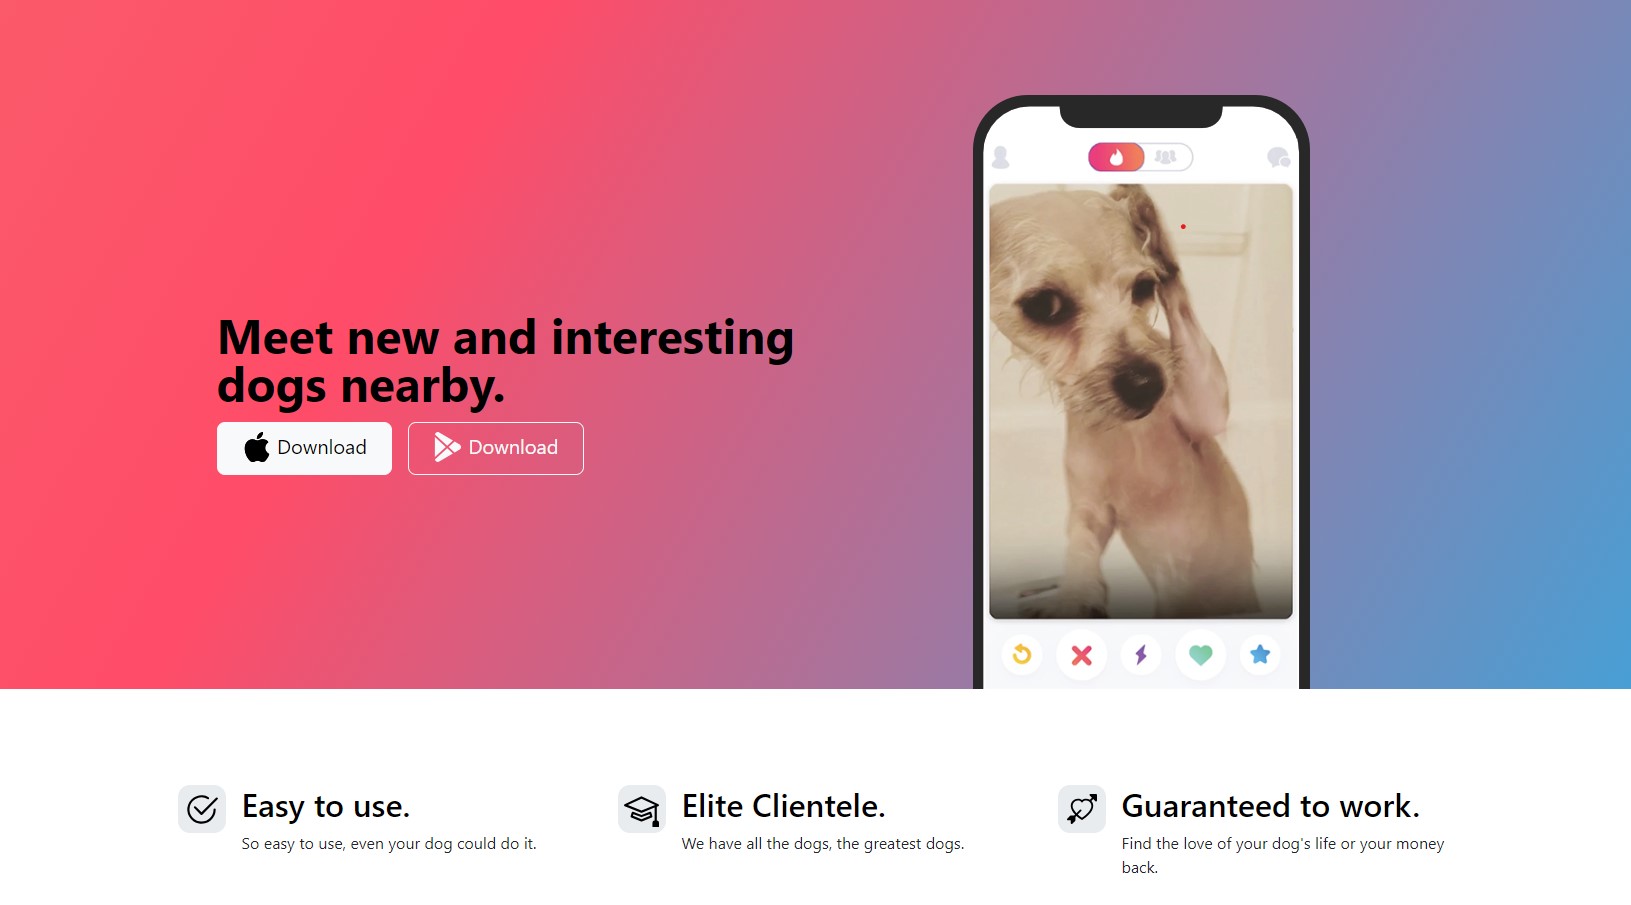 Meet new and interesting
dogs nearby.
Download
Download
Easy to use.
So easy to use, even your dog could do it.
Elite Clientele.
We have all the dogs, the greatest dogs.
Guaranteed to work.
Find the love of your dog's life or your money
back.